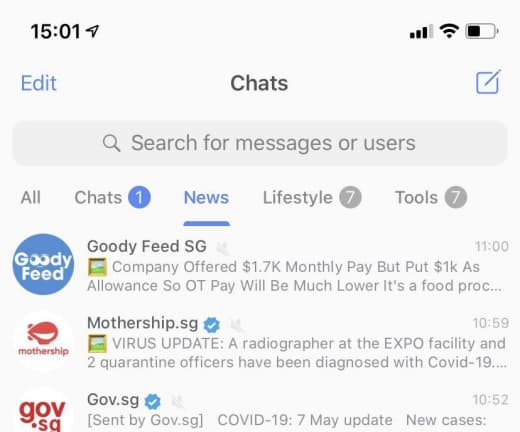 15:01
Edit
Chats
Search for messages or users
All
Chats 1
News
Lifestyle 7
Tools 7
Goody Feed
Goody Feed SG
11:00
Company Offered $1.7K Monthly Pay But Put $1k As
Allowance So OT Pay Will Be Much Lower It's a food proc...
mothership
Mothership.sg
10:59
VIRUS UPDATE: A radiographer at the EXPO facility and
2 quarantine officers have been diagnosed with Covid-19....
gov
.sg
Gov.sg
10:52
[Sent by Gov.sg] COVID-19: 7 May update New cases: